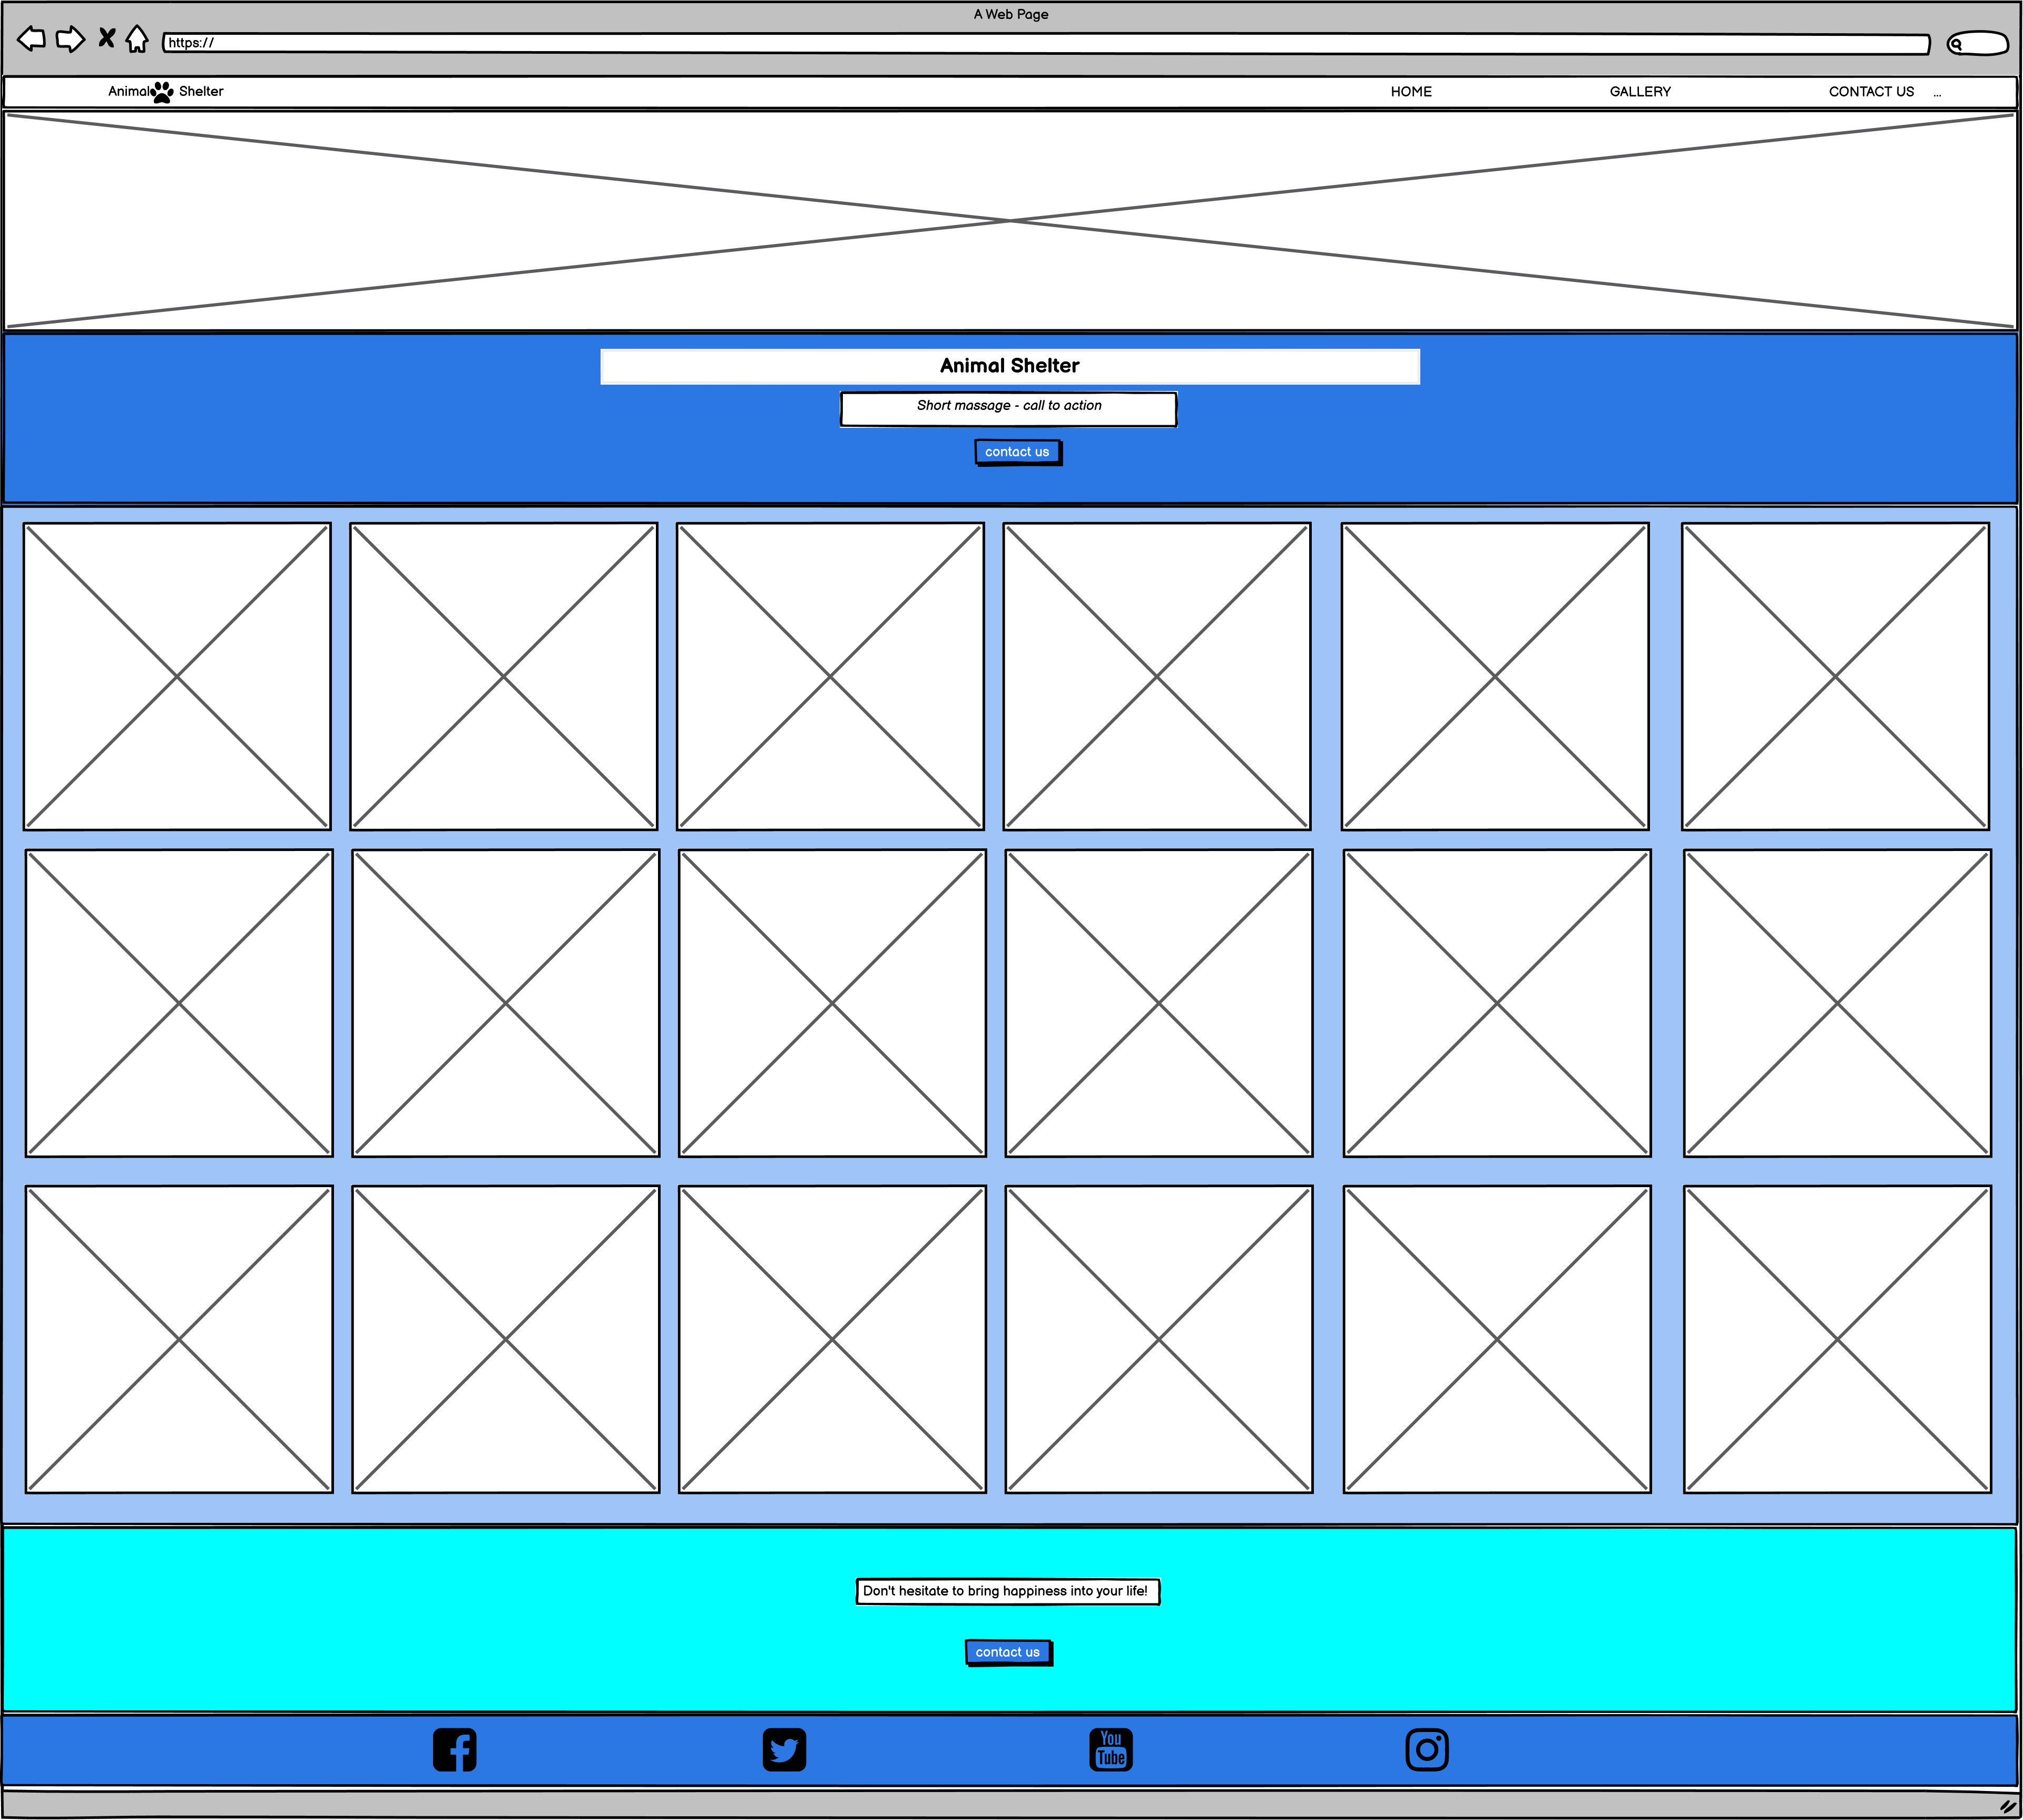 A Web Page
https://
Animal Shelter HOME GALLERY CONTACT US ...
Animal Shelter
Short massage - call to action
contact us
Don't hesitate to bring happiness into your life!
contact us
You
Tube